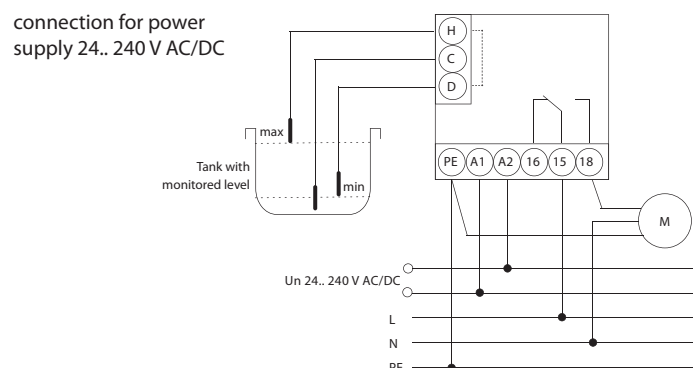 connection for power
supply 24.. 240 V AC/DC
H
C
D
max
Tank with
monitored level
min
PE A1 A2 16 15 18
M
Un 24.. 240 V AC/DC
L
N
PE